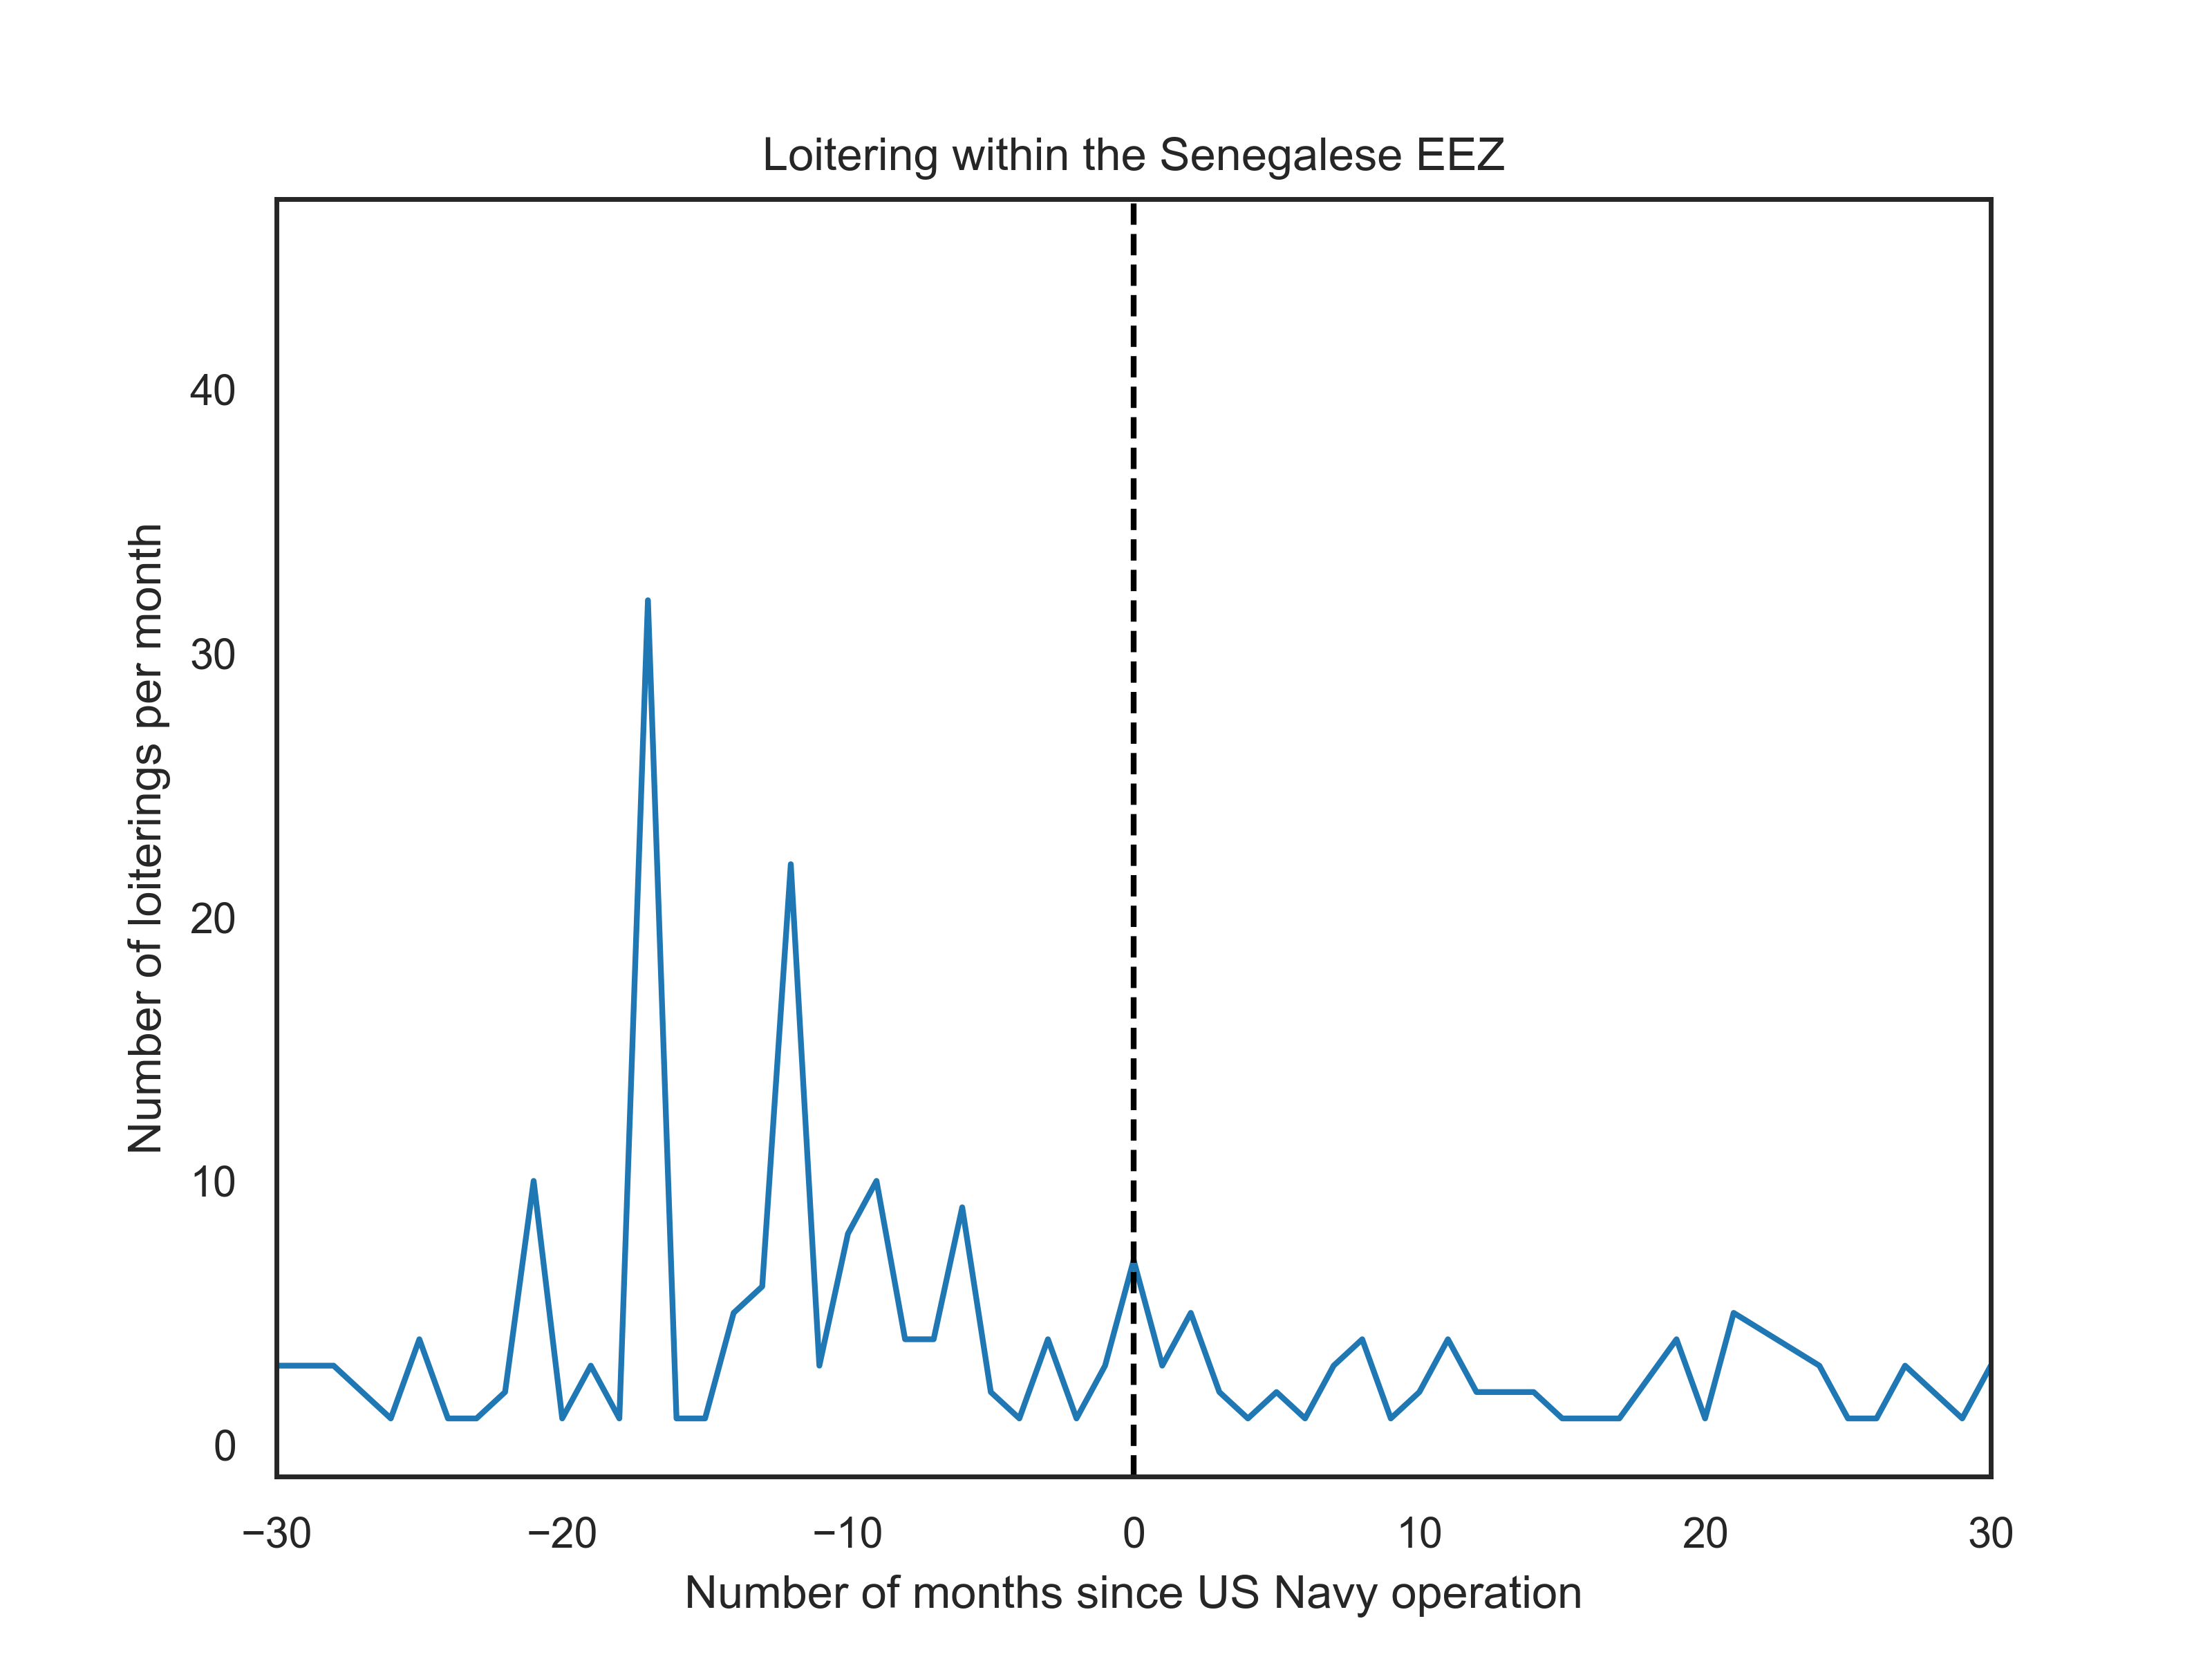 Loitering within the Senegalese EEZ
Number of loiterings per month
40
30
20
10
0
−30 −20 −10 0 10 20 30
Number of months since US Navy operation